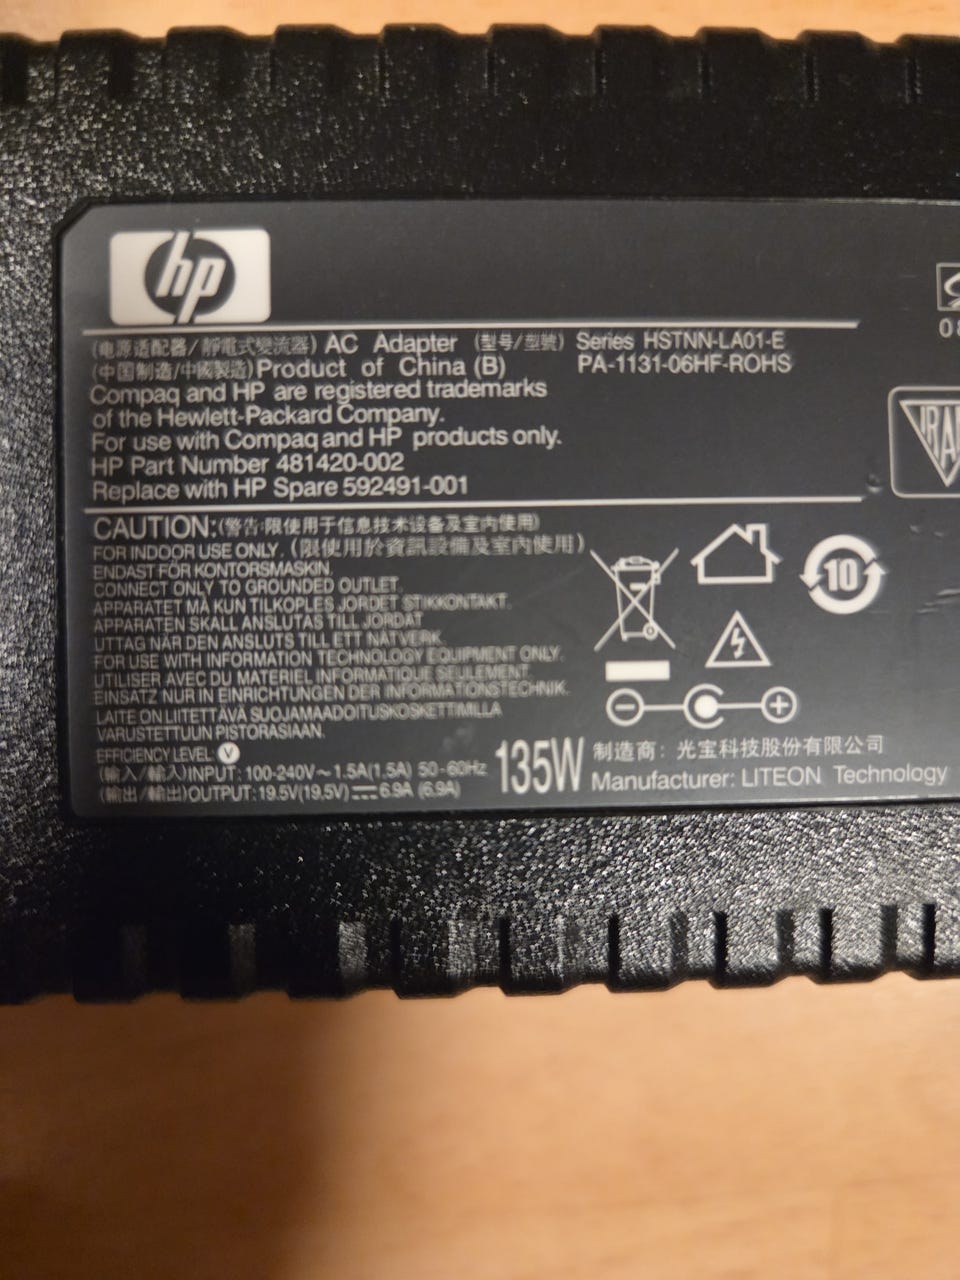 hp
(电源适配器/靜電式變流器) AC Adapter (型号/型號) Series HSTNN-LA01-E
(中国制造/中國製造)Product of China (B) PA-1131-06HF-ROHS
Compaq and HP are registered trademarks
of the Hewlett-Packard Company.
For use with Compaq and HP products only.
HP Part Number 481420-002
Replace with HP Spare 592491-001
CAUTION:(警告:限使用于信息技术设备及室内使用)
FOR INDOOR USE ONLY. (限使用於資訊設備及室內使用)
ENDAST FÖR KONTORSMASKIN.
CONNECT ONLY TO GROUNDED OUTLET.
APPARATET MÅ KUN TILKOPLES JORDET STIKKONTAKT.
APPARATEN SKALL ANSLUTAS TILL JORDAT
UTTAG NÄR DEN ANSLUTS TILL ETT NÄTVERK.
FOR USE WITH INFORMATION TECHNOLOGY EQUIPMENT ONLY.
UTILISER AVEC DU MATERIEL INFORMATIQUE SEULEMENT.
EINSATZ NUR IN EINRICHTUNGEN DER INFORMATIONSTECHNIK.
LAITE ON LIITETTÄVÄ SUOJAMAADOITUSKOSKETTIMILLA
VARUSTETTUUN PISTORASIAAN.
EFFICIENCY LEVEL V
(输入/輸入)INPUT: 100-240V~1.5A(1.5A) 50-60Hz
(输出/輸出)OUTPUT: 19.5V(19.5V)⎓6.9A (6.9A)
135W
10
制造商: 光宝科技股份有限公司
Manufacturer: LITEON Technology